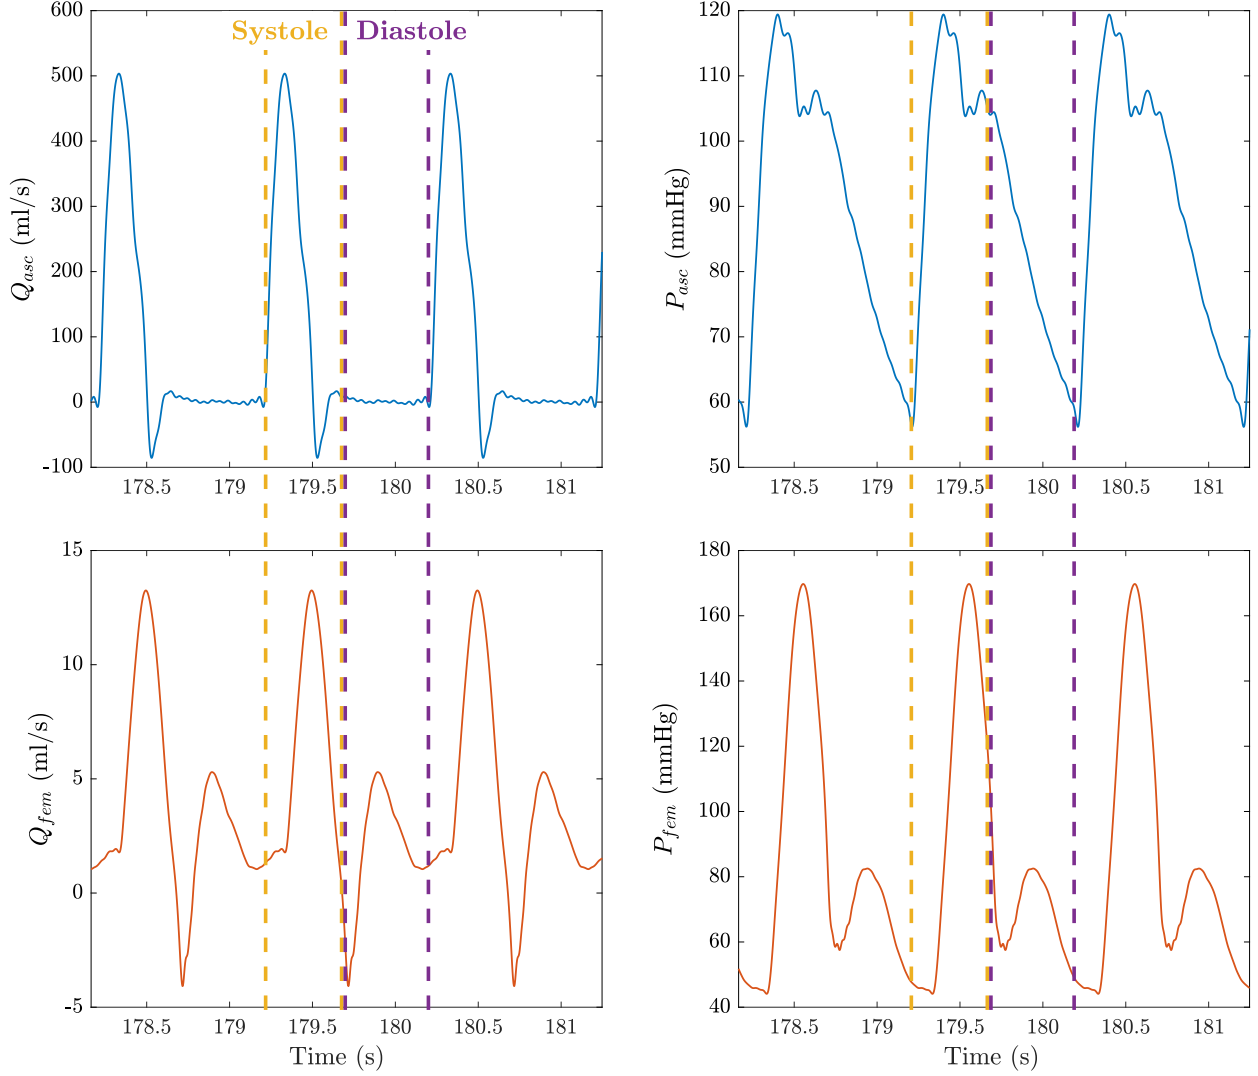 600
500
400
300
200
100
0
-100
Q_asc (ml/s)
Systole
Diastole
178.5 179 179.5 180 180.5 181
120
110
100
90
80
70
60
50
P_asc (mmHg)
178.5 179 179.5 180 180.5 181
15
10
5
0
-5
Q_fem (ml/s)
178.5 179 179.5 180 180.5 181
Time (s)
180
160
140
120
100
80
60
40
P_fem (mmHg)
178.5 179 179.5 180 180.5 181
Time (s)